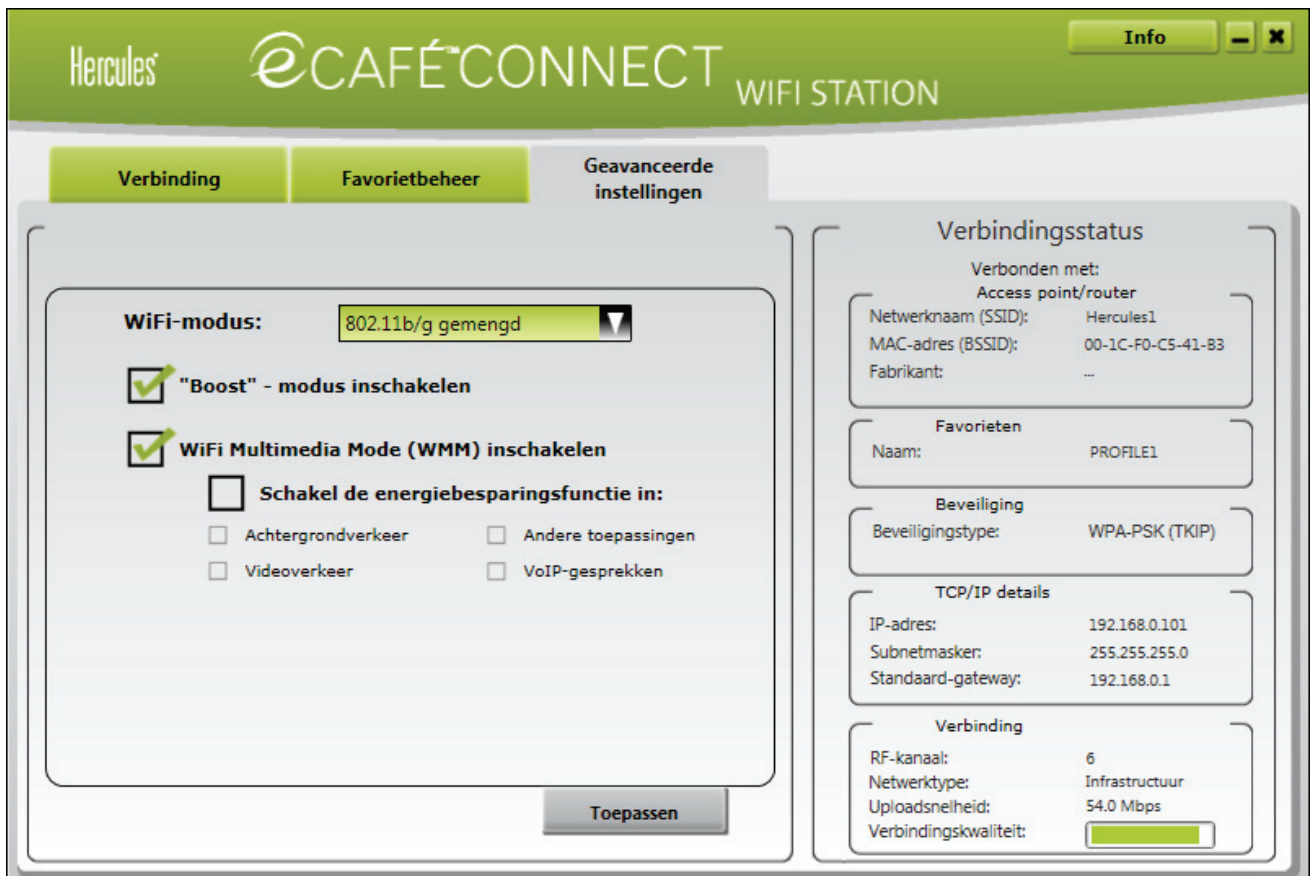 Hercules
eCAFÉ™CONNECT WIFI STATION
Info
Verbinding
Favorietbeheer
Geavanceerde
instellingen
WiFi-modus:
802.11b/g gemengd
"Boost" - modus inschakelen
WiFi Multimedia Mode (WMM) inschakelen
Schakel de energiebesparingsfunctie in:
Achtergrondverkeer
Andere toepassingen
Videoverkeer
VoIP-gesprekken
Toepassen
Verbindingsstatus
Verbonden met:
Access point/router
Netwerknaam (SSID): Hercules1
MAC-adres (BSSID): 00-1C-F0-C5-41-B3
Fabrikant: ...
Favorieten
Naam: PROFILE1
Beveiliging
Beveiligingstype: WPA-PSK (TKIP)
TCP/IP details
IP-adres: 192.168.0.101
Subnetmasker: 255.255.255.0
Standaard-gateway: 192.168.0.1
Verbinding
RF-kanaal: 6
Netwerktype: Infrastructuur
Uploadsnelheid: 54.0 Mbps
Verbindingskwaliteit: